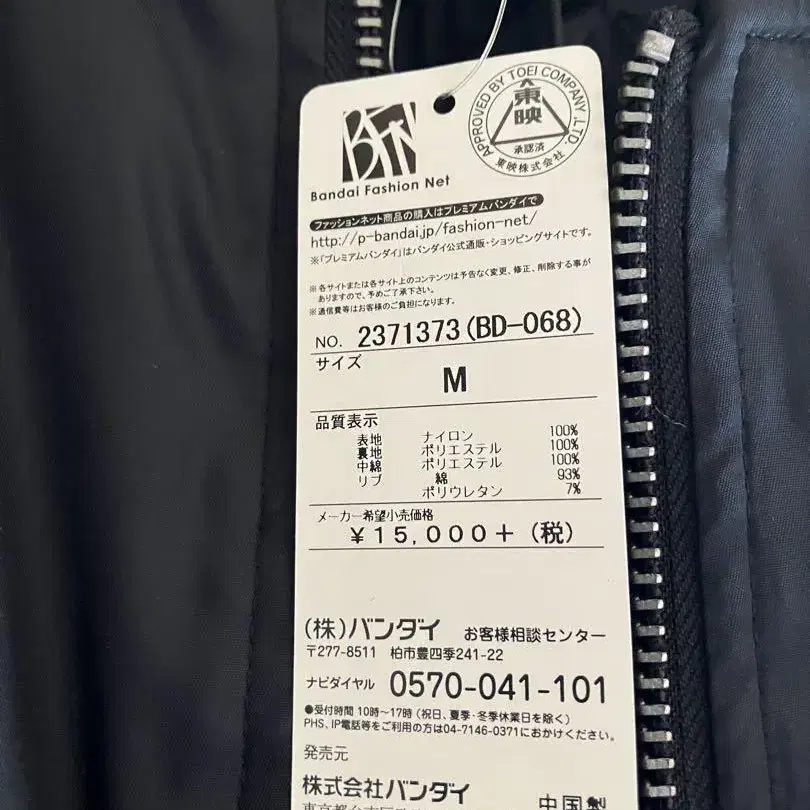 BFN
Bandai Fashion Net
APPROVED BY TOEI COMPANY, LTD.
東映
承認済
東映株式会社
ファッションネット商品の購入はプレミアムバンダイで
http://p-bandai.jp/fashion-net/
※「プレミアムバンダイ」はバンダイ公式通販・ショッピングサイトです。
※各サイトまたは各サイト上のコンテンツは予告なく変更、修正、削除する事が
ありますので、予めご了承下さい。
※通信費等はお客様のご負担になります。
NO. 2371373(BD-068)
サイズ
M
品質表示
表地 ナイロン 100%
裏地 ポリエステル 100%
中綿 ポリエステル 100%
リブ 綿 93%
ポリウレタン 7%
メーカー希望小売価格
¥15,000+(税)
(株)バンダイ お客様相談センター
〒277-8511 柏市豊四季241-22
ナビダイヤル 0570-041-101
●受付時間 10時~17時 (祝日、夏季・冬季休業日を除く)
PHS、IP電話等をご利用の方は04-7146-0371におかけください。
発売元
株式会社バンダイ 中国製